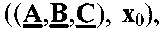 ((A,B,C), x₀),